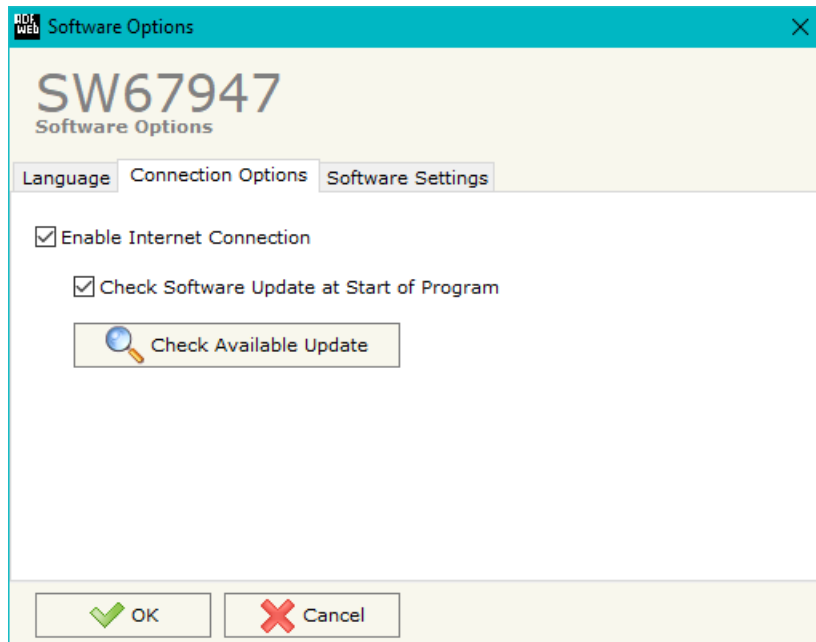 ADF
WEB
Software Options
SW67947
Software Options
Language Connection Options Software Settings
Enable Internet Connection
Check Software Update at Start of Program
Check Available Update
OK Cancel